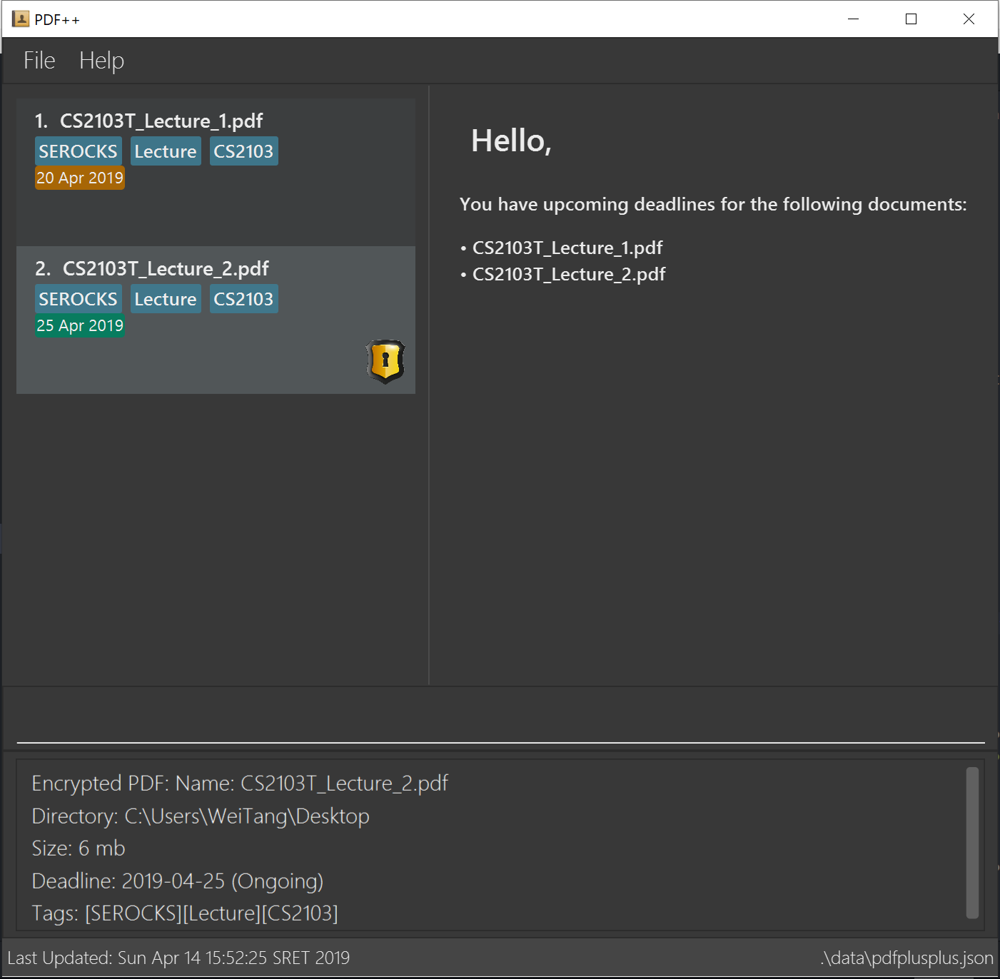 PDF++
File Help
1. CS2103T_Lecture_1.pdf
SEROCKS Lecture CS2103
20 Apr 2019
2. CS2103T_Lecture_2.pdf
SEROCKS Lecture CS2103
25 Apr 2019
Hello,
You have upcoming deadlines for the following documents:
• CS2103T_Lecture_1.pdf
• CS2103T_Lecture_2.pdf
Encrypted PDF: Name: CS2103T_Lecture_2.pdf
Directory: C:\Users\WeiTang\Desktop
Size: 6 mb
Deadline: 2019-04-25 (Ongoing)
Tags: [SEROCKS][Lecture][CS2103]
Last Updated: Sun Apr 14 15:52:25 SRET 2019
.\data\pdfplusplus.json